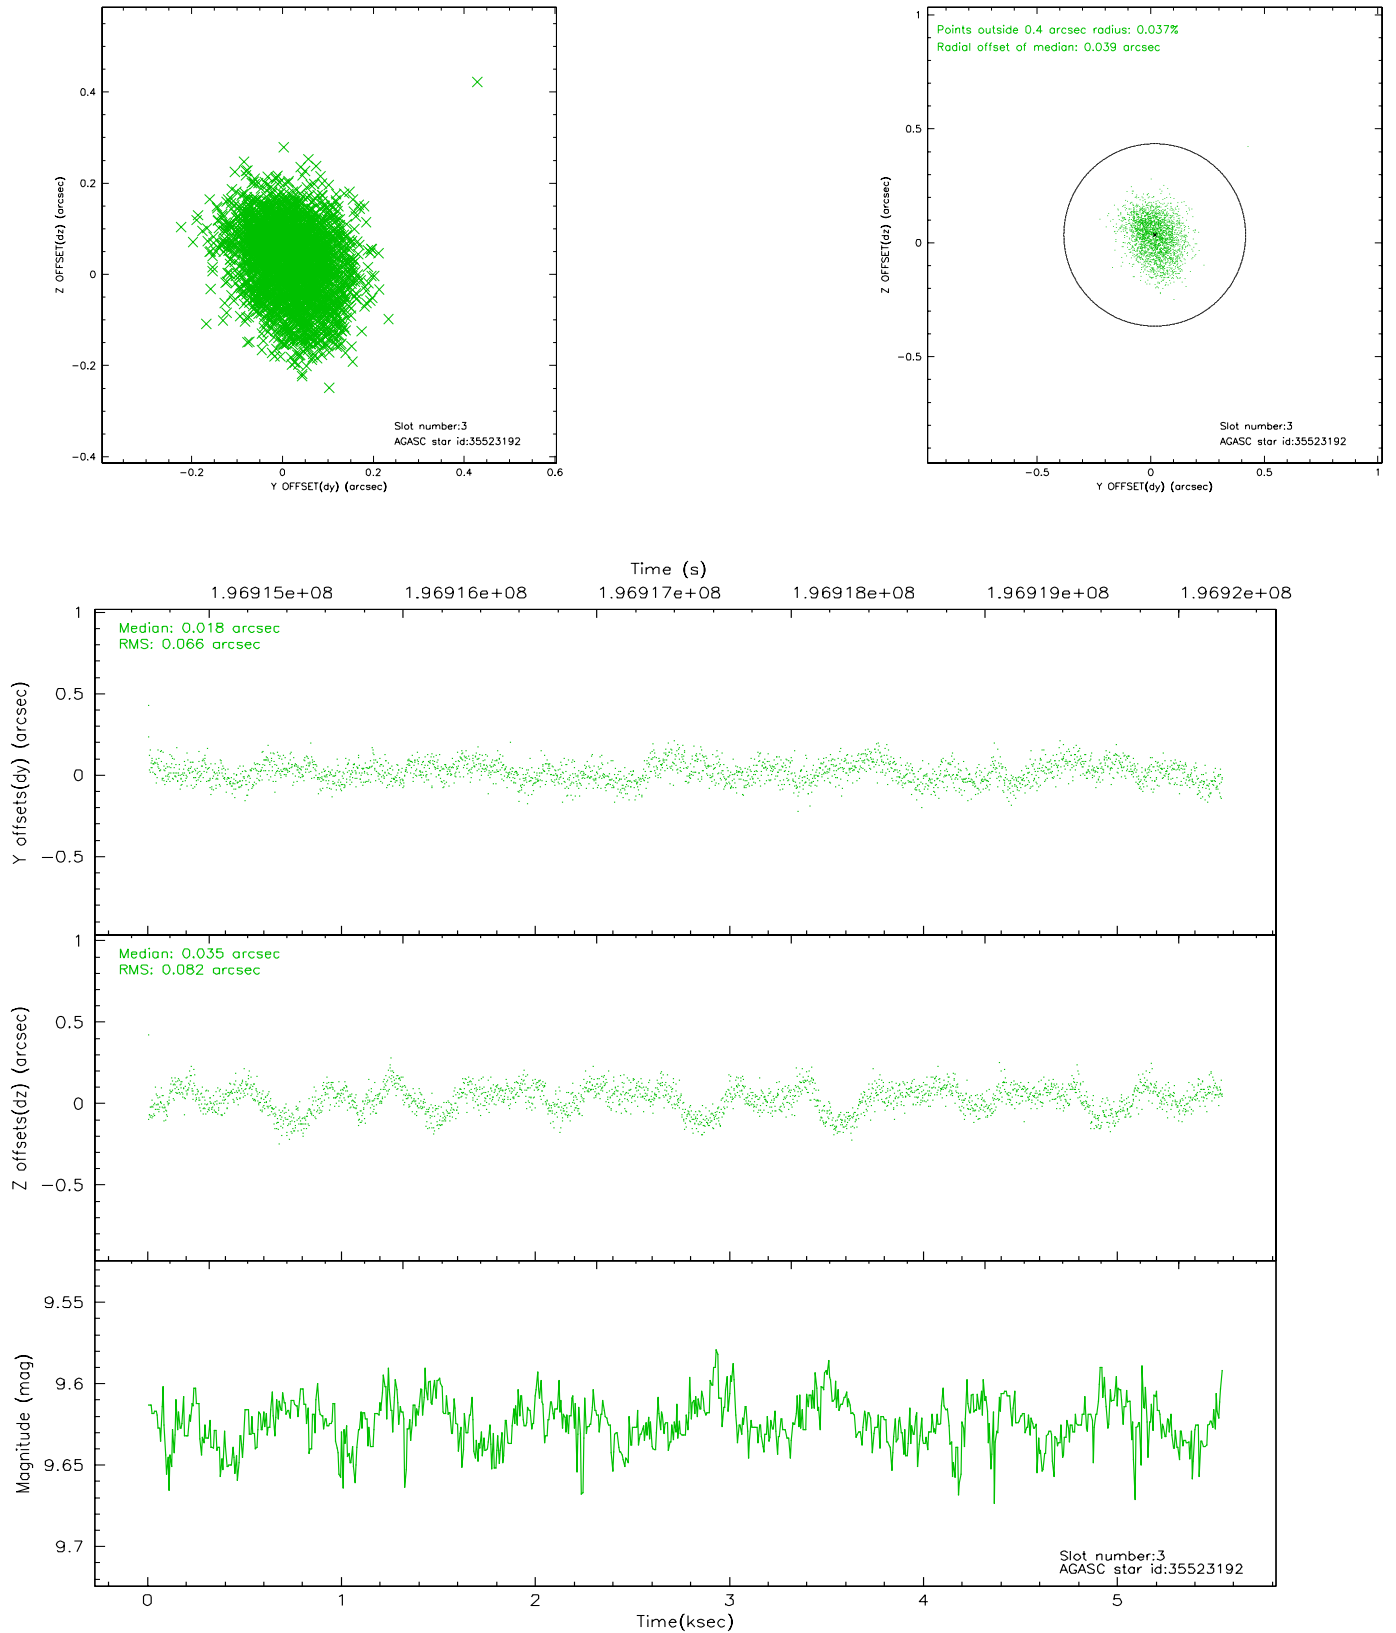 0.4
0.2
0
−0.2
−0.4
Z OFFSET(dz) (arcsec)
−0.2
0
0.2
0.4
0.6
Y OFFSET(dy) (arcsec)
Slot number:3
AGASC star id:35523192
Points outside 0.4 arcsec radius: 0.037%
Radial offset of median: 0.039 arcsec
1
0.5
0
−0.5
Z OFFSET(dz) (arcsec)
−0.5
0
0.5
1
Y OFFSET(dy) (arcsec)
Slot number:3
AGASC star id:35523192
Time (s)
1.96915e+08
1.96916e+08
1.96917e+08
1.96918e+08
1.96919e+08
1.9692e+08
Median: 0.018 arcsec
RMS: 0.066 arcsec
1
0.5
0
−0.5
Y offsets(dy) (arcsec)
Median: 0.035 arcsec
RMS: 0.082 arcsec
1
0.5
0
−0.5
Z offsets(dz) (arcsec)
9.55
9.6
9.65
9.7
Magnitude (mag)
Slot number:3
AGASC star id:35523192
0
1
2
3
4
5
Time(ksec)